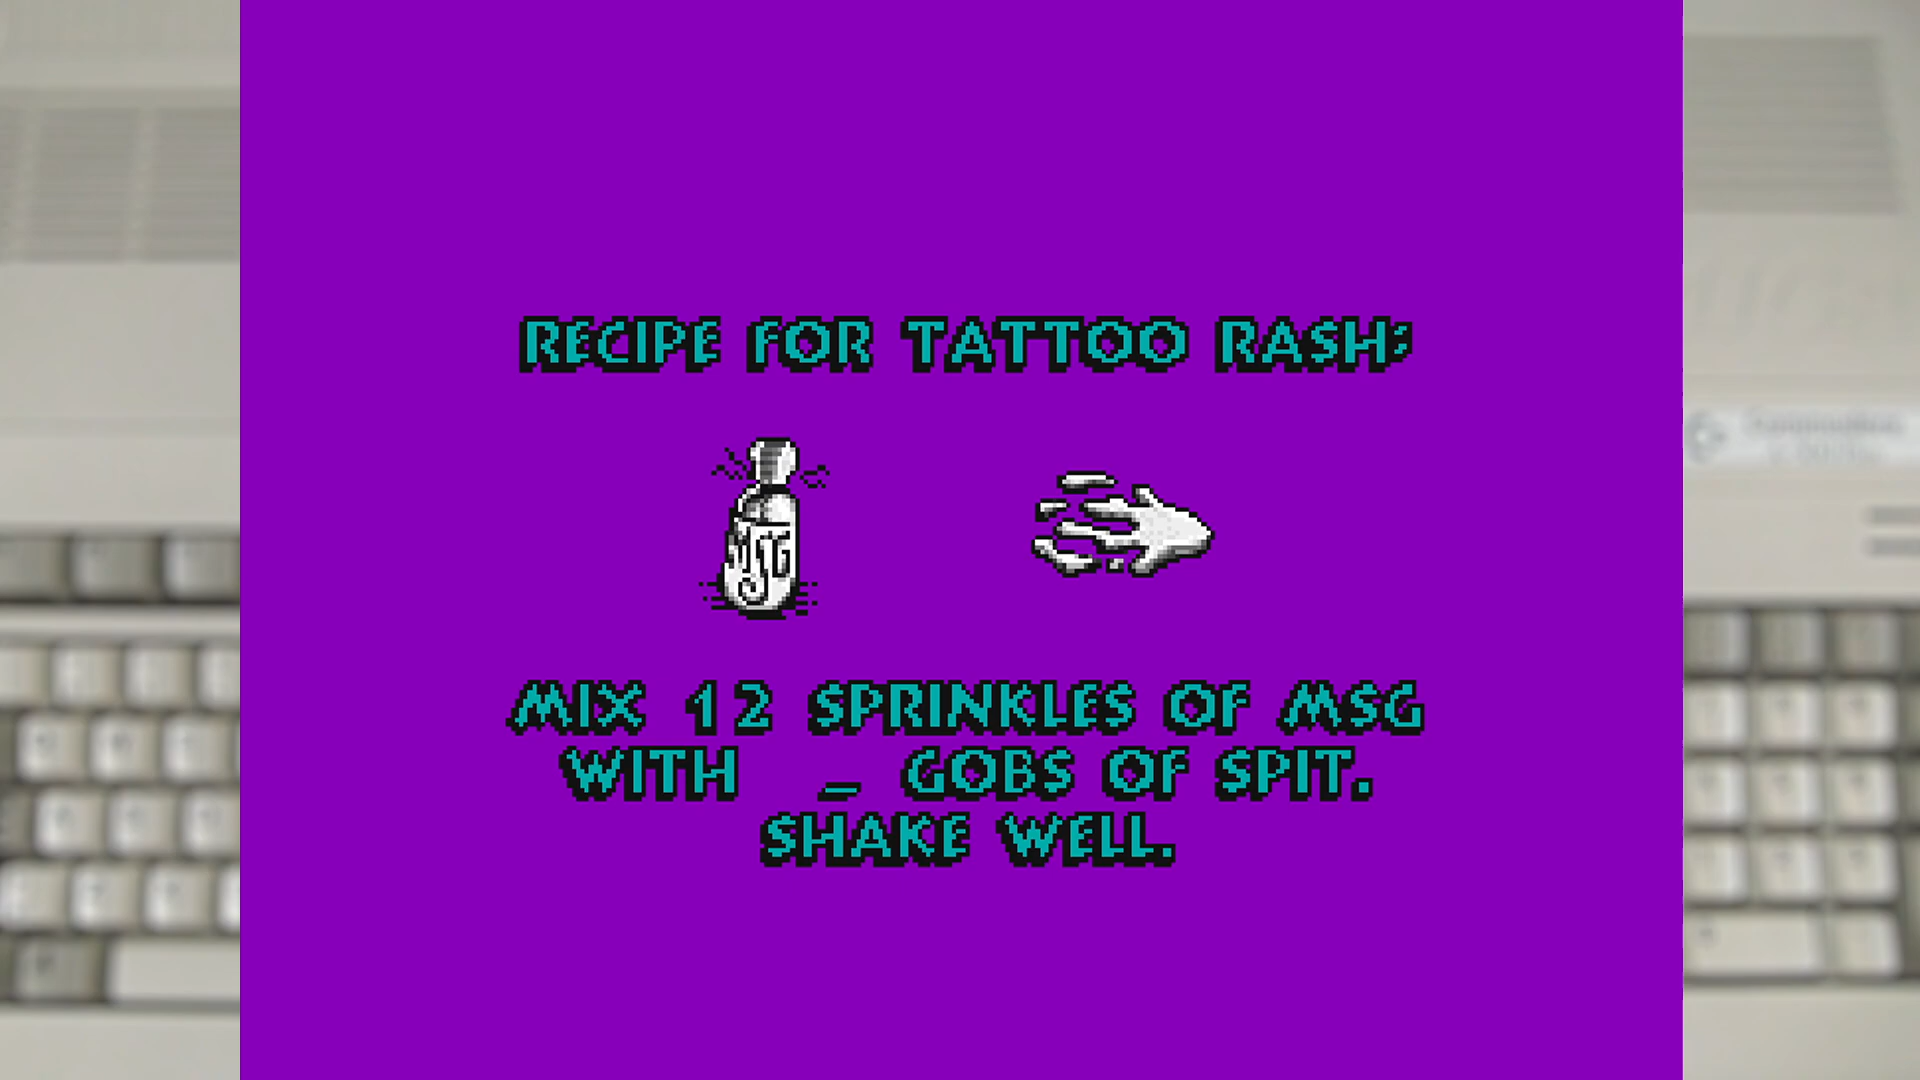 RECIPE FOR TATTOO RASH:
MSG
MIX 12 SPRINKLES OF MSG
WITH _ GOBS OF SPIT.
SHAKE WELL.